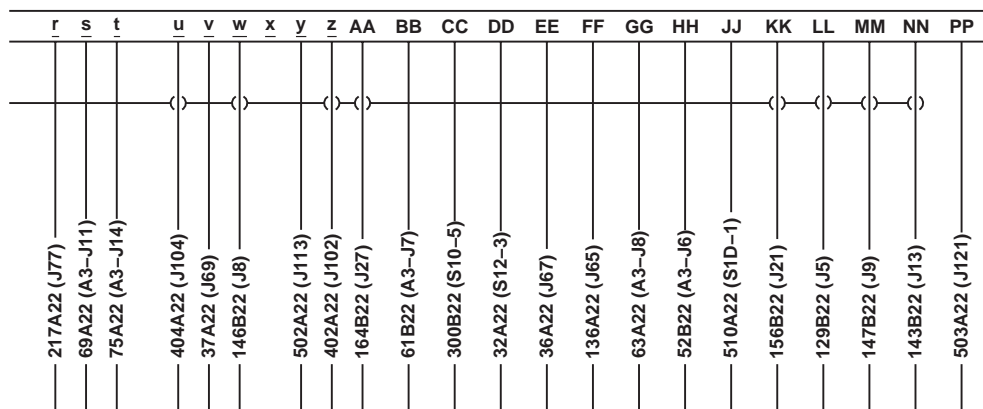 r s t u v w x y z AA BB CC DD EE FF GG HH JJ KK LL MM NN PP
217A22 (J77)
69A22 (A3–J11)
75A22 (A3–J14)
404A22 (J104)
37A22 (J69)
146B22 (J8)
502A22 (J113)
402A22 (J102)
164B22 (J27)
61B22 (A3–J7)
300B22 (S10–5)
32A22 (S12–3)
36A22 (J67)
136A22 (J65)
63A22 (A3–J8)
52B22 (A3–J6)
510A22 (S1D–1)
156B22 (J21)
129B22 (J5)
147B22 (J9)
143B22 (J13)
503A22 (J121)